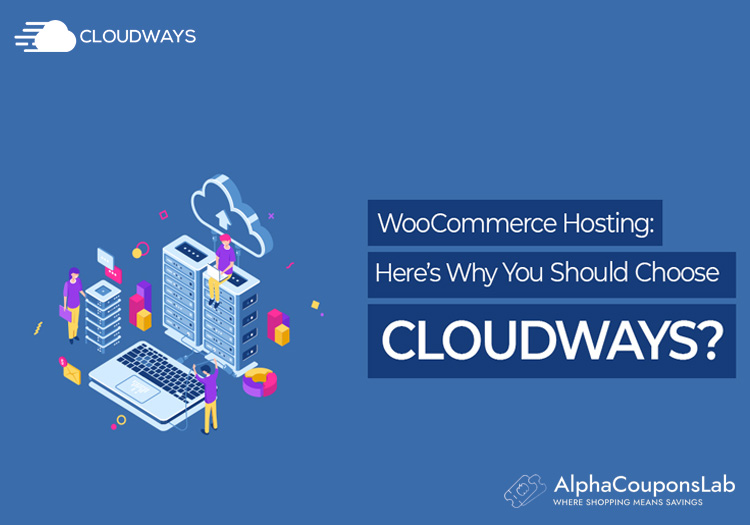 CLOUDWAYS
WooCommerce Hosting:
Here's Why You Should Choose
CLOUDWAYS?
AlphaCouponsLab
WHERE SHOPPING MEANS SAVINGS